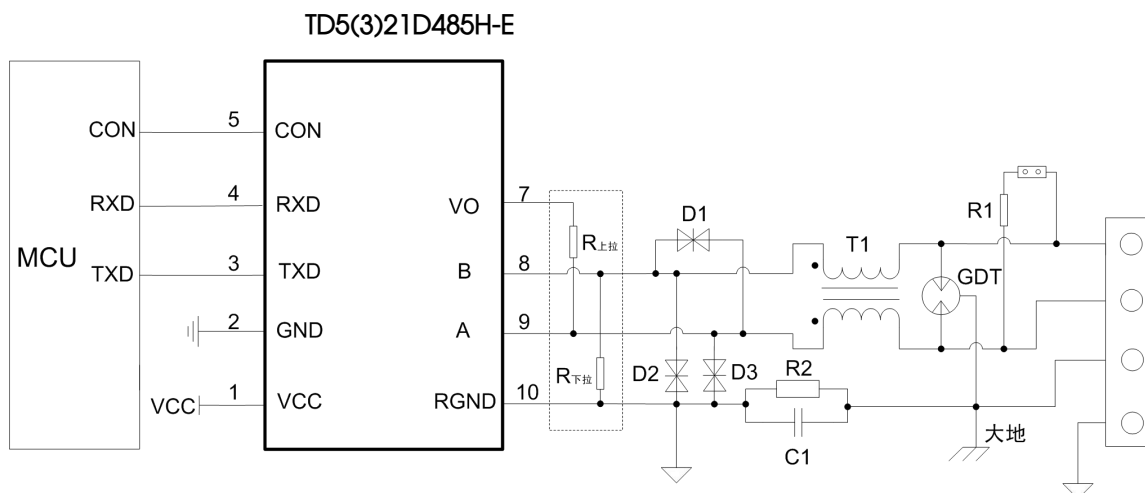 TD5(3)21D485H-E
MCU
CON
RXD
TXD
5
4
3
2
1
CON
RXD
TXD
GND
VCC
VCC
VO
B
A
RGND
7
8
9
10
R上拉
R下拉
D1
D2
D3
R2
C1
T1
GDT
R1
大地